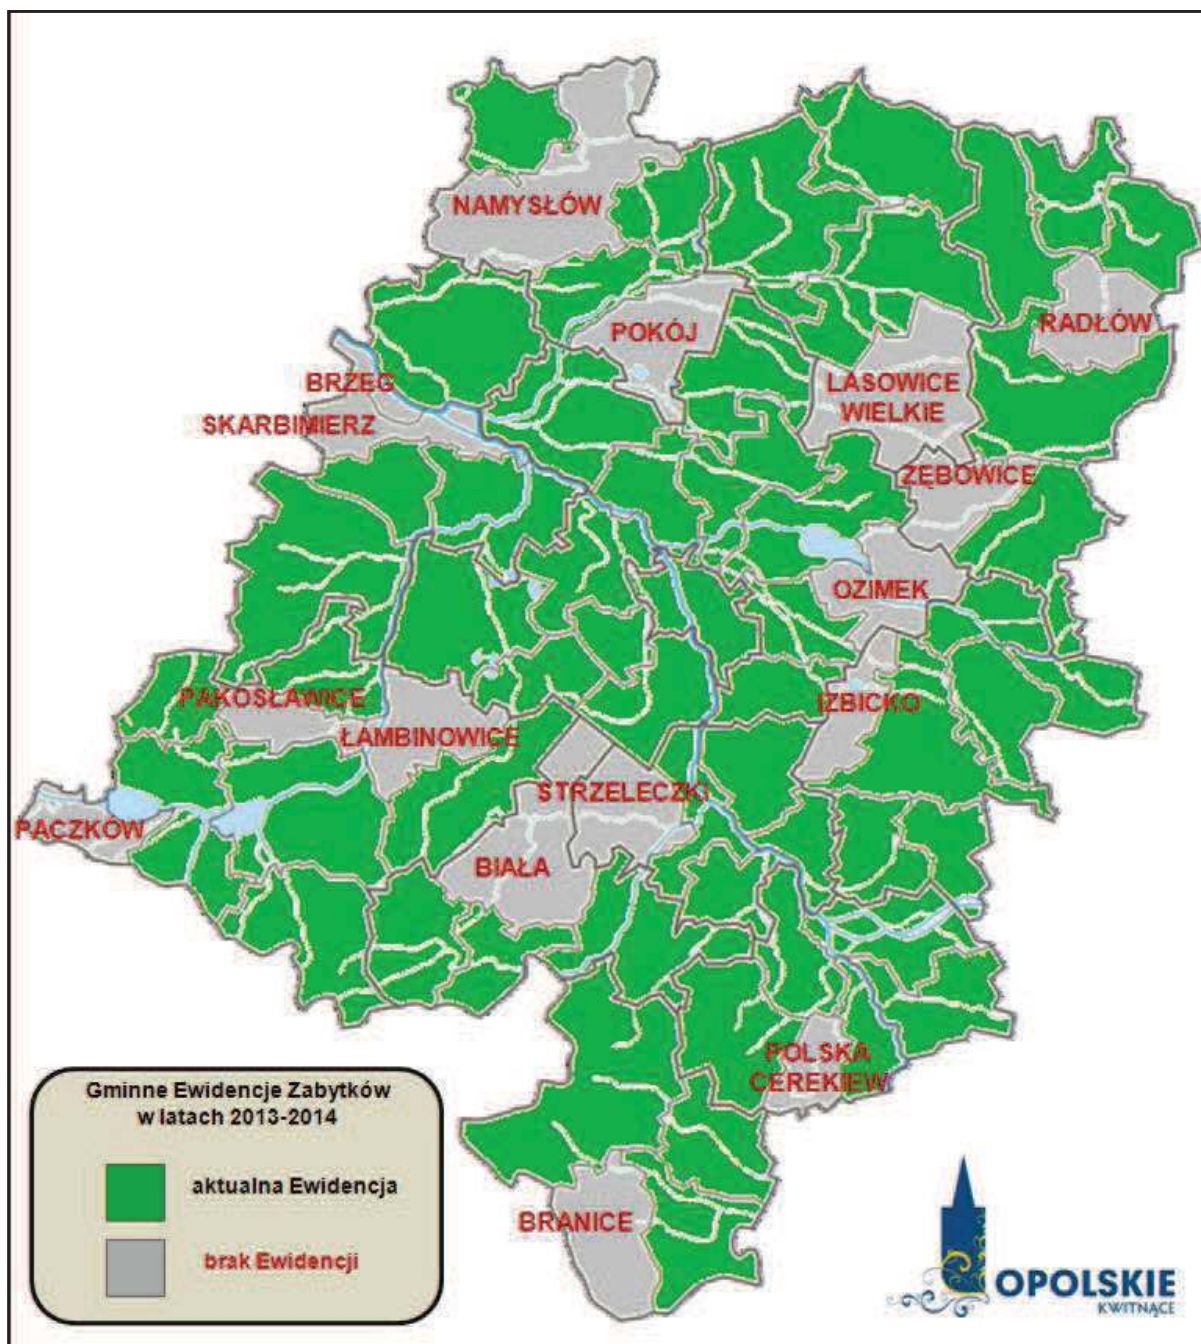 NAMYSŁÓW
POKÓJ
RADŁÓW
BRZEG
LASOWICE
WIELKIE
SKARBIMIERZ
ZĘBOWICE
OZIMEK
PAKOSŁAWICE
IZBICKO
ŁAMBINOWICE
STRZELECZKI
PACZKÓW
BIAŁA
POLSKA
CEREKIEW
BRANICE
Gminne Ewidencje Zabytków
w latach 2013-2014
aktualna Ewidencja
brak Ewidencji
OPOLSKIE
KWITNĄCE